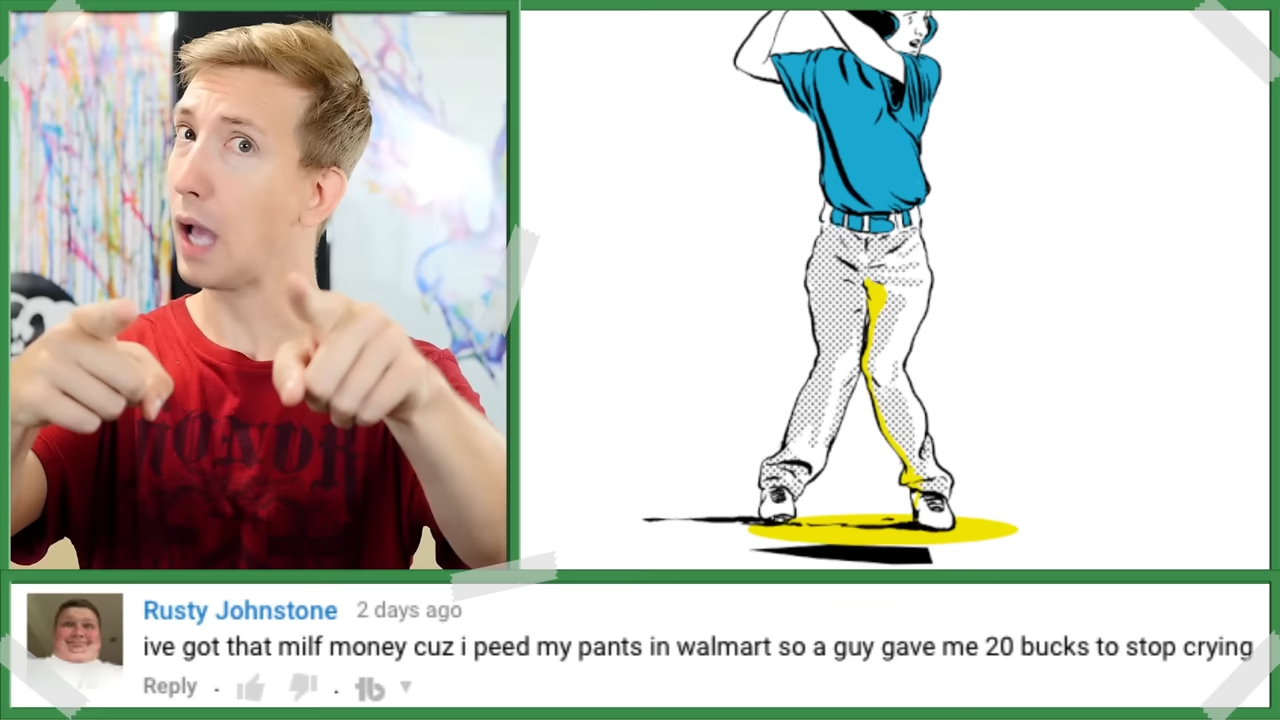 HONOR
Rusty Johnstone 2 days ago
ive got that milf money cuz i peed my pants in walmart so a guy gave me 20 bucks to stop crying
Reply